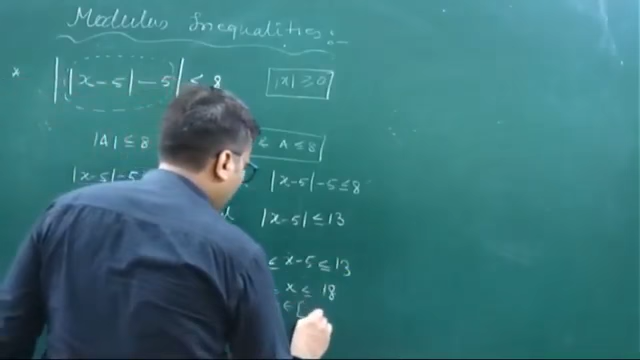 Modulus Inequalities:-
* ||x-5|-5| ≤ 8 |x| ≥ 0
|A| ≤ 8 A ≤ 8
|x-5|-5 |x-5|-5 ≤ 8
|x-5| ≤ 13
≤ x-5 ≤ 13
x ≤ 18
∈ [